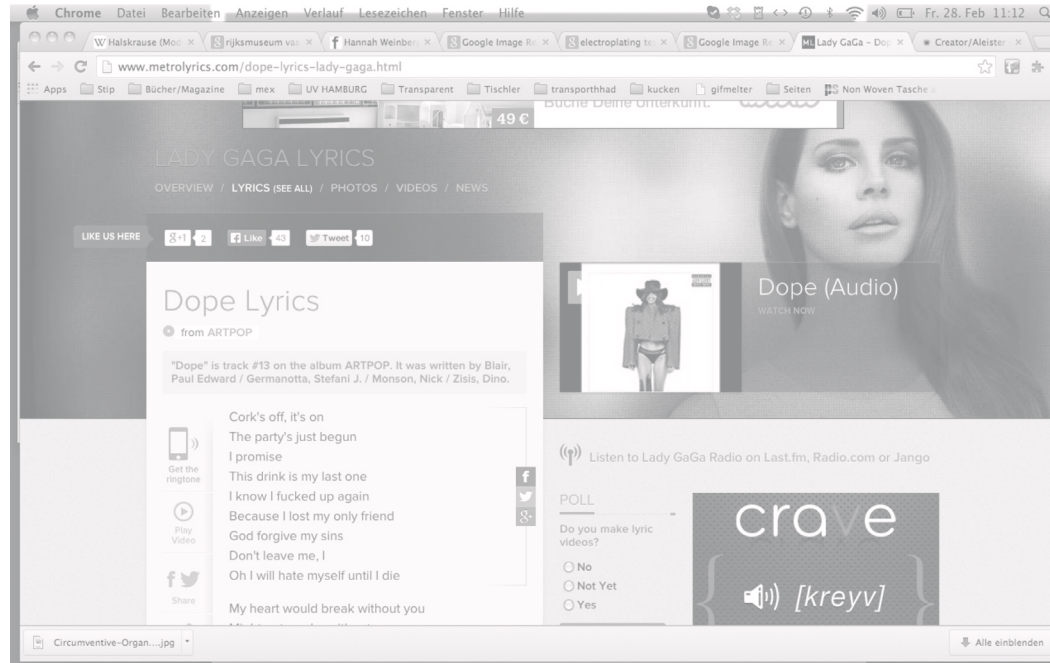 Chrome Datei Bearbeiten Anzeigen Verlauf Lesezeichen Fenster Hilfe Fr. 28. Feb 11:12
Halskrause (Mod rijksmuseum va Hannah Weinber Google Image Re electroplating te Google Image Re Lady GaGa – Dop Creator/Aleister
www.metrolyrics.com/dope-lyrics-lady-gaga.html
Apps Stip Bücher/Magazine mex UV HAMBURG Transparent Tischler transporthhad kucken gifmelter Seiten Non Woven Tasche
49 €
Buche Deine Unterkunft.
LADY GAGA LYRICS
OVERVIEW / LYRICS (SEE ALL) / PHOTOS / VIDEOS / NEWS
LIKE US HERE +1 2 Like 43 Tweet 10
Dope (Audio)
WATCH NOW
Dope Lyrics
from ARTPOP
"Dope" is track #13 on the album ARTPOP. It was written by Blair,
Paul Edward / Germanotta, Stefani J. / Monson, Nick / Zisis, Dino.
Get the
ringtone
Play
Video
Share
Cork's off, it's on
The party's just begun
I promise
This drink is my last one
I know I fucked up again
Because I lost my only friend
God forgive my sins
Don't leave me, I
Oh I will hate myself until I die
My heart would break without you
Listen to Lady GaGa Radio on Last.fm, Radio.com or Jango
POLL
Do you make lyric
videos?
No
Not Yet
Yes
crave
[kreyv]
Circumventive-Organ....jpg
Alle einblenden